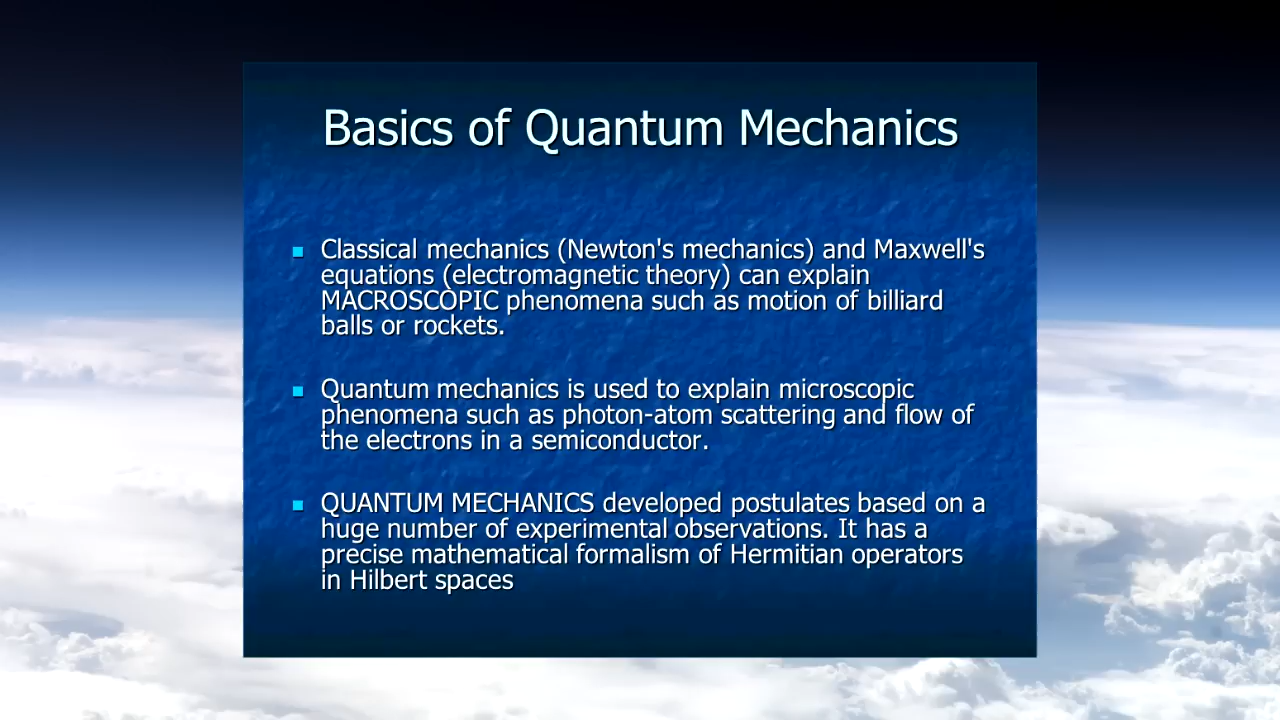 Basics of Quantum Mechanics
Classical mechanics (Newton's mechanics) and Maxwell's
equations (electromagnetic theory) can explain
MACROSCOPIC phenomena such as motion of billiard
balls or rockets.
Quantum mechanics is used to explain microscopic
phenomena such as photon-atom scattering and flow of
the electrons in a semiconductor.
QUANTUM MECHANICS developed postulates based on a
huge number of experimental observations. It has a
precise mathematical formalism of Hermitian operators
in Hilbert spaces